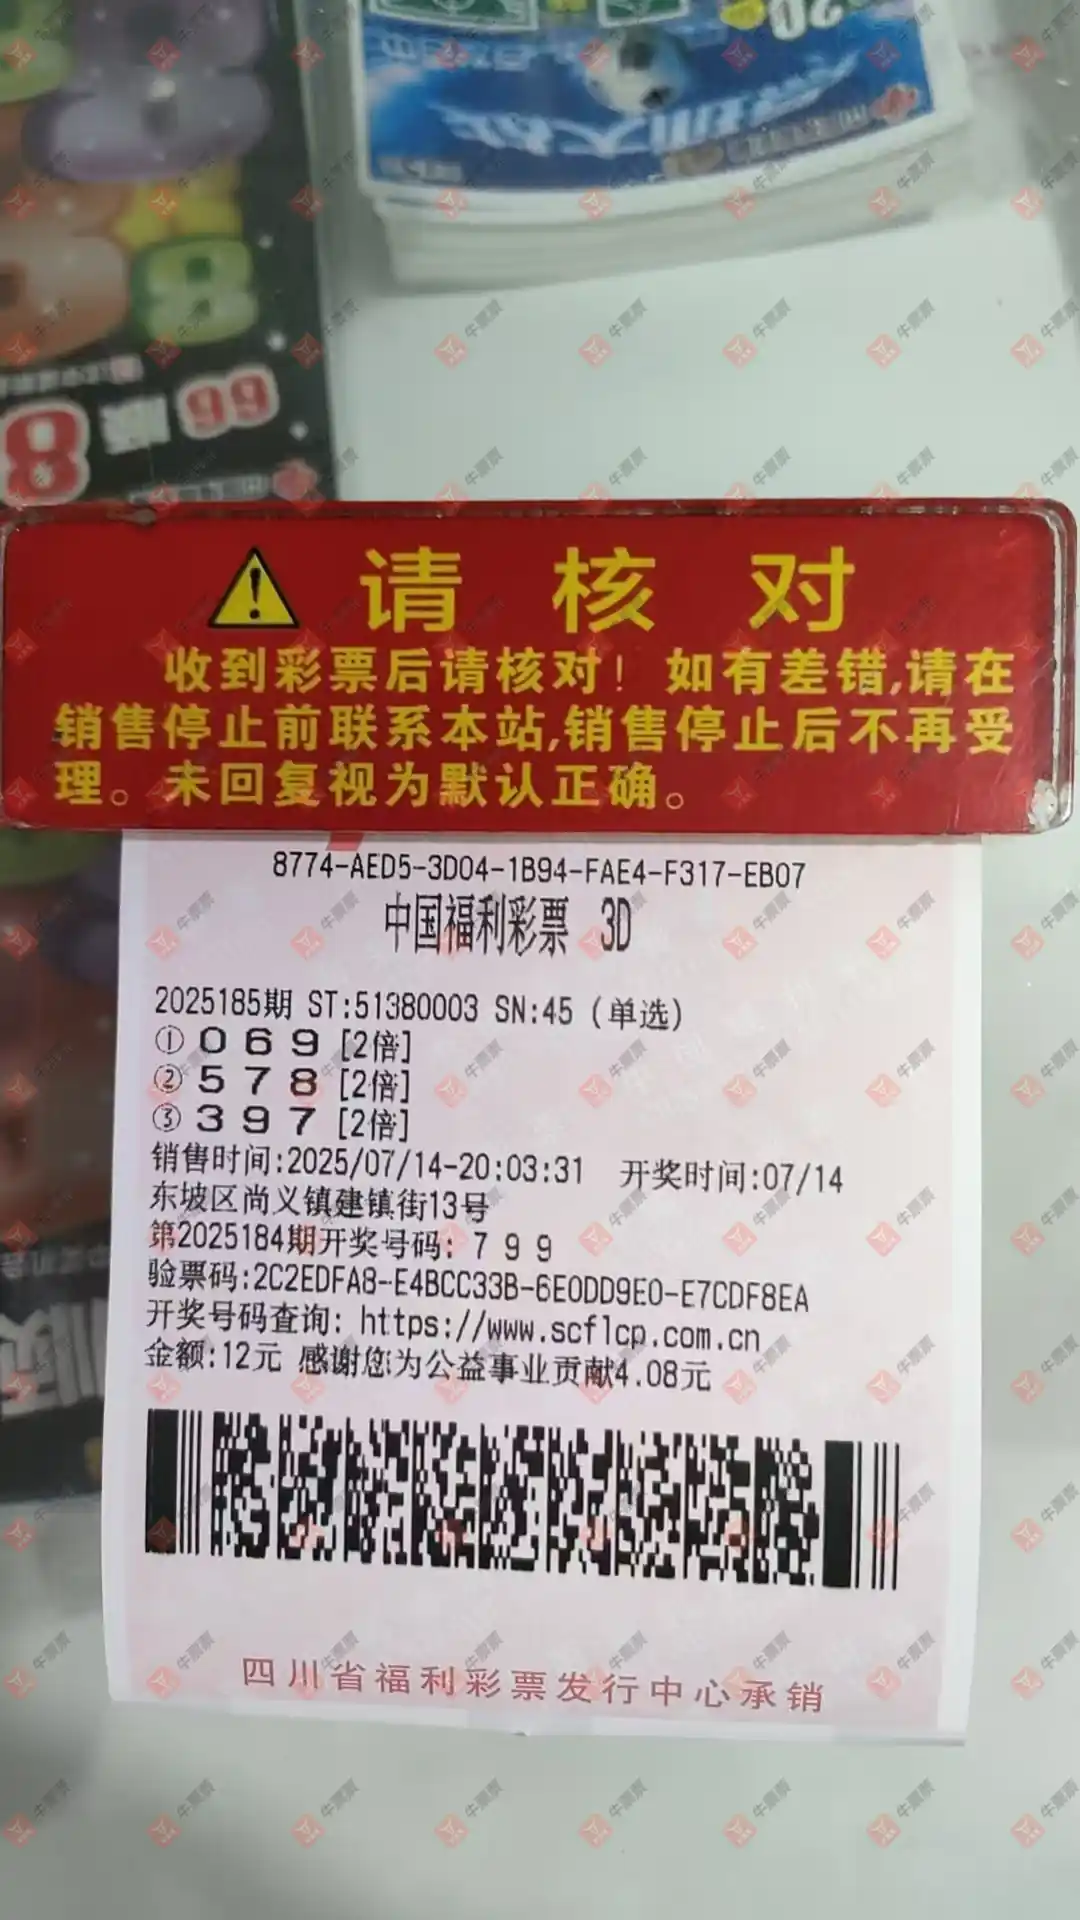 20
8
99
请 核 对
收到彩票后请核对！如有差错,请在
销售停止前联系本站,销售停止后不再受
理。未回复视为默认正确。
8774-AED5-3D04-1B94-FAE4-F317-EB07
中国福利彩票 3D
2025185期 ST:51380003 SN:45 (单选)
① 0 6 9 [2倍]
② 5 7 8 [2倍]
③ 3 9 7 [2倍]
销售时间:2025/07/14-20:03:31 开奖时间:07/14
东坡区尚义镇建镇街13号
第2025184期开奖号码: 7 9 9
验票码:2C2EDFA8-E4BCC33B-6E0DD9E0-E7CDF8EA
开奖号码查询: https://www.scflcp.com.cn
金额:12元 感谢您为公益事业贡献4.08元
四川省福利彩票发行中心承销
牛票票